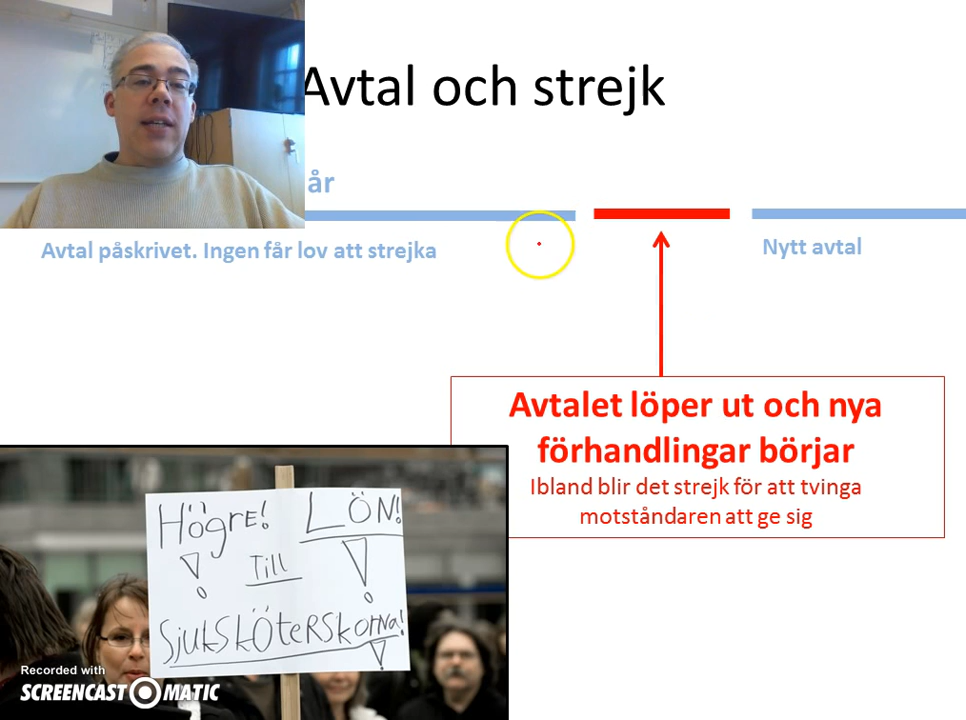 Avtal och strejk
år
Avtal påskrivet. Ingen får lov att strejka
Nytt avtal
Avtalet löper ut och nya
förhandlingar börjar
Ibland blir det strejk för att tvinga
motståndaren att ge sig
Högre! LÖN!
Till
SjukSKÖteRSkorna!
Recorded with
SCREENCAST MATIC